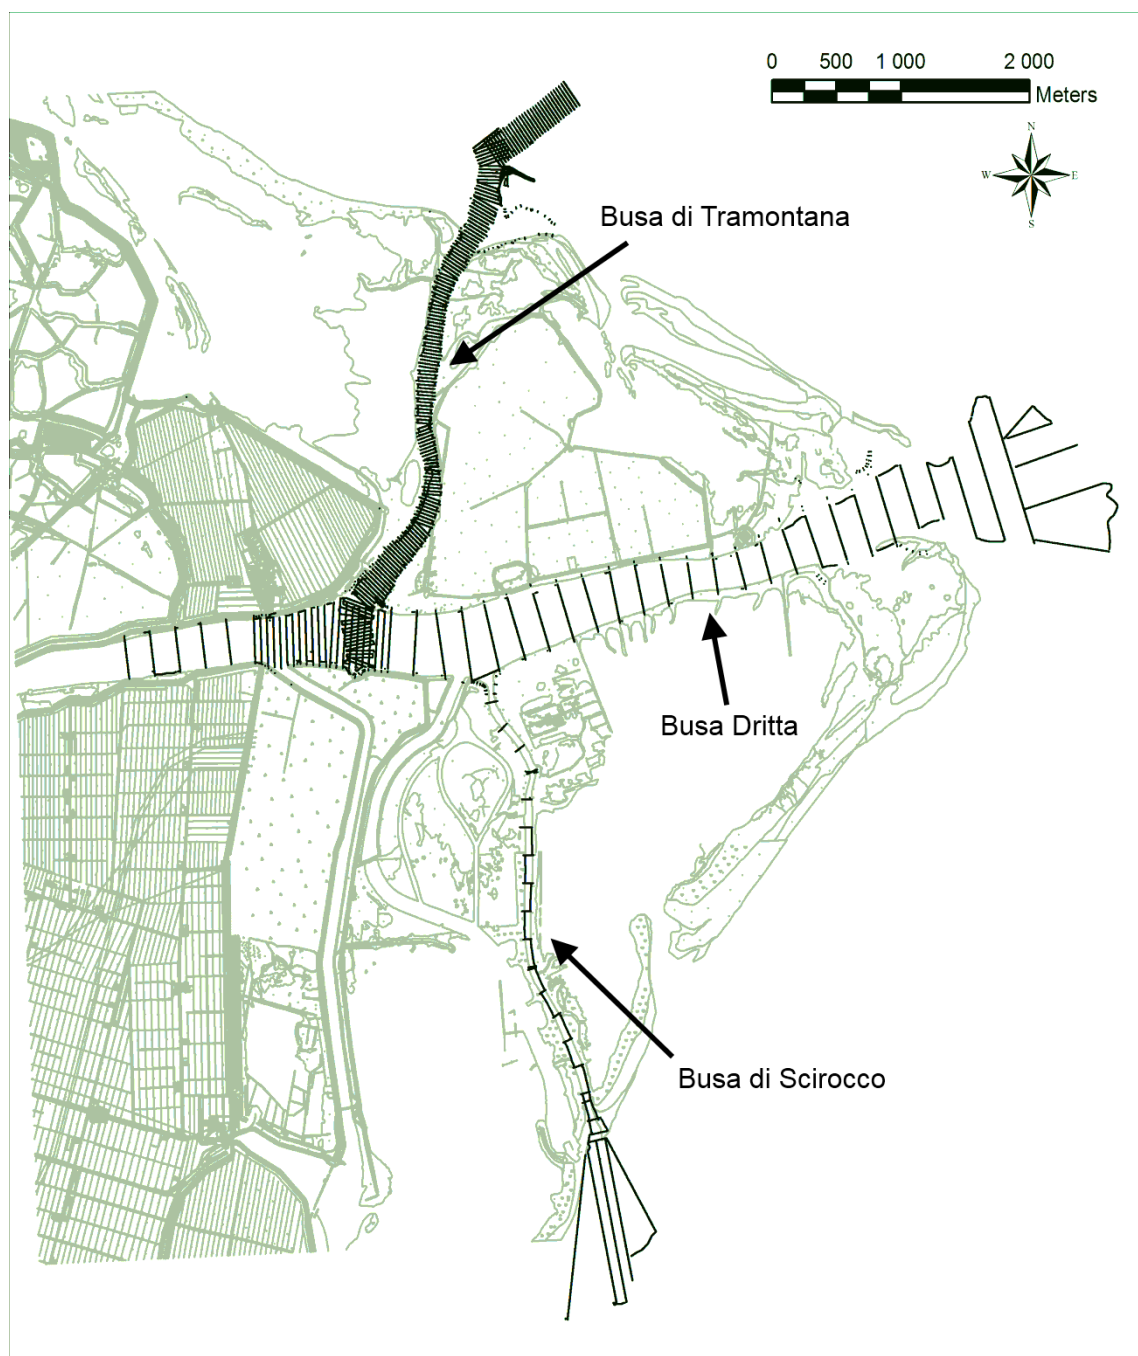 0 500 1 000 2 000
Meters
N
W E
S
Busa di Tramontana
Busa Dritta
Busa di Scirocco